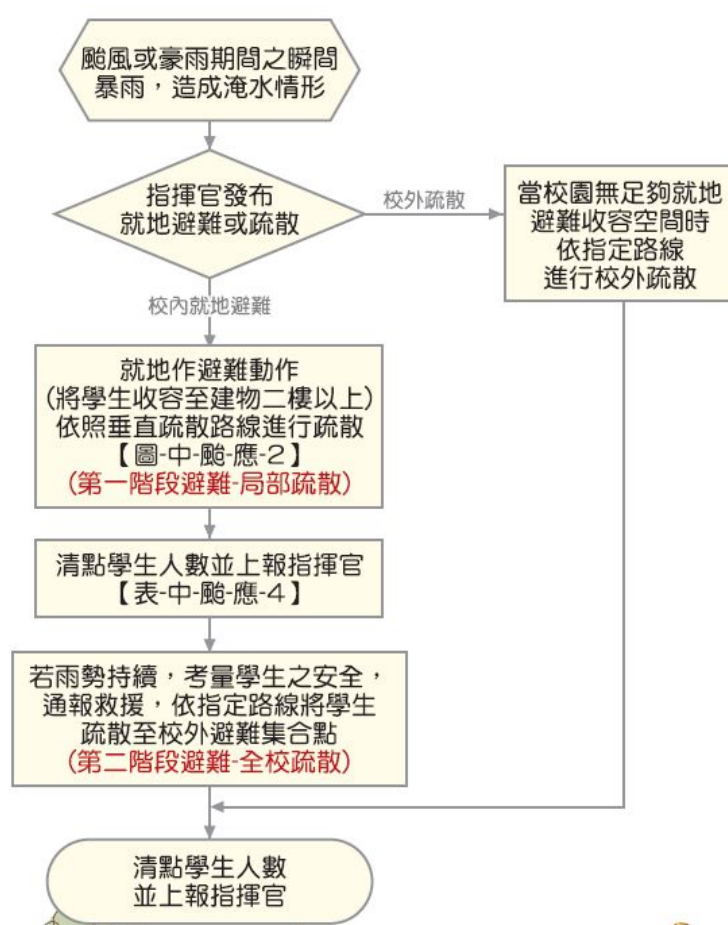 颱風或豪雨期間之瞬間
暴雨，造成淹水情形
指揮官發布
就地避難或疏散
校外疏散
當校園無足夠就地
避難收容空間時
依指定路線
進行校外疏散
校內就地避難
就地作避難動作
(將學生收容至建物二樓以上)
依照垂直疏散路線進行疏散
【圖-中-颱-應-2】
(第一階段避難-局部疏散)
清點學生人數並上報指揮官
【表-中-颱-應-4】
若雨勢持續，考量學生之安全，
通報救援，依指定路線將學生
疏散至校外避難集合點
(第二階段避難-全校疏散)
清點學生人數
並上報指揮官